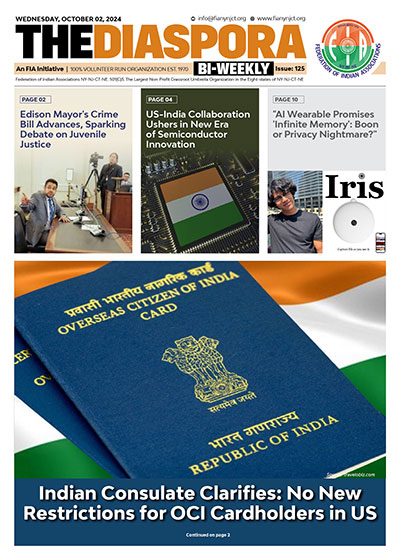 WEDNESDAY, OCTOBER 02, 2024
info@fianynjct.org
www.fianynjct.org
THEDIASPORA
An FIA Initiative | 100% VOLUNTEER RUN ORGANIZATION EST. 1970
BI-WEEKLY
Issue: 125
FEDERATION OF INDIAN ASSOCIATIONS
FIA
Federation of Indian Associations NY-NJ-CT-NE 501(C)3: The Largest Non Profit Grassroot Umbrella Organization in the Eight states of NY-NJ-CT-NE
PAGE 02
Edison Mayor's Crime
Bill Advances, Sparking
Debate on Juvenile
Justice
PAGE 04
US-India Collaboration
Ushers in New Era
of Semiconductor
Innovation
PAGE 10
"AI Wearable Promises
'Infinite Memory': Boon
or Privacy Nightmare?"
Iris
प्रवासी भारतीय नागरिक कार्ड
OVERSEAS CITIZEN OF INDIA
CARD
सत्यमेव जयते
भारत गणराज्य
REPUBLIC OF INDIA
Indian Consulate Clarifies: No New
Restrictions for OCI Cardholders in US
Continued on page 2